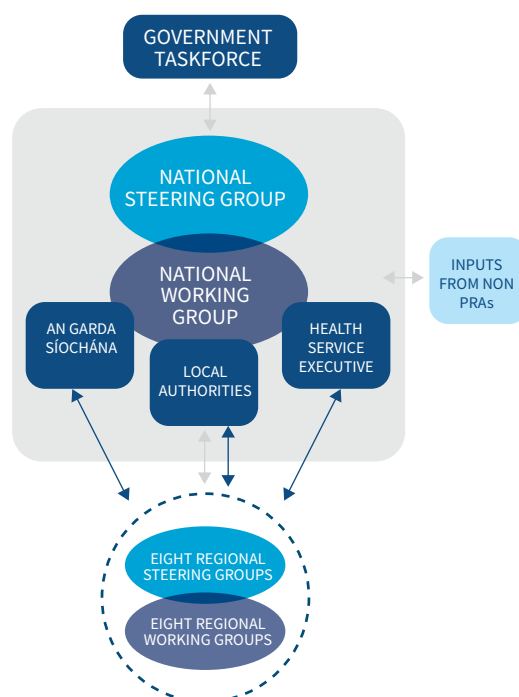 GOVERNMENT
TASKFORCE
NATIONAL
STEERING GROUP
NATIONAL
WORKING
GROUP
INPUTS
FROM NON
PRAs
AN GARDA
SÍOCHÁNA
LOCAL
AUTHORITIES
HEALTH
SERVICE
EXECUTIVE
EIGHT REGIONAL
STEERING GROUPS
EIGHT REGIONAL
WORKING GROUPS